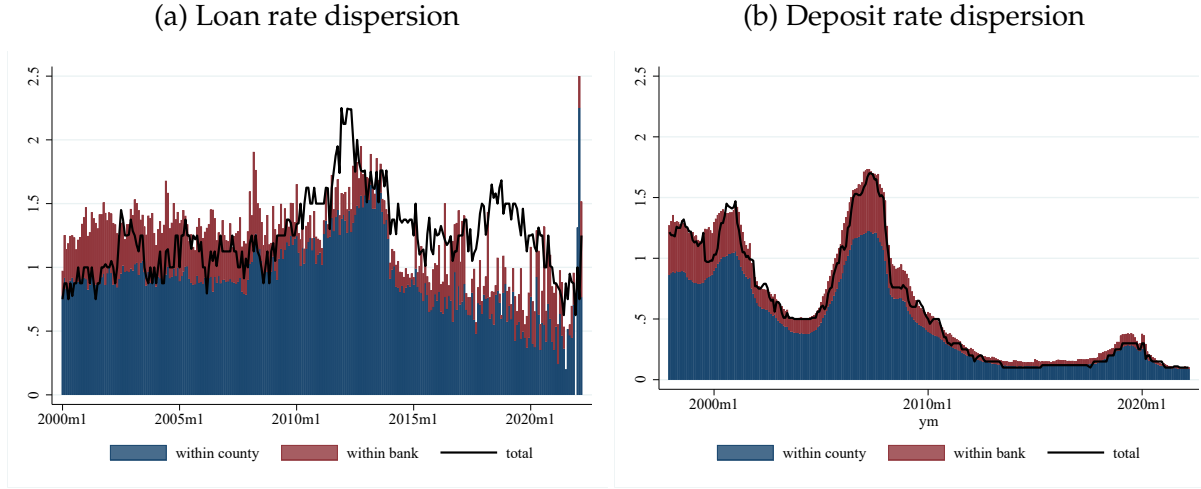 (a) Loan rate dispersion
2.5
2
1.5
1
.5
0
2000m1 2005m1 2010m1 2015m1 2020m1
within county within bank total
(b) Deposit rate dispersion
2.5
2
1.5
1
.5
0
2000m1 2010m1 2020m1
ym
within county within bank total